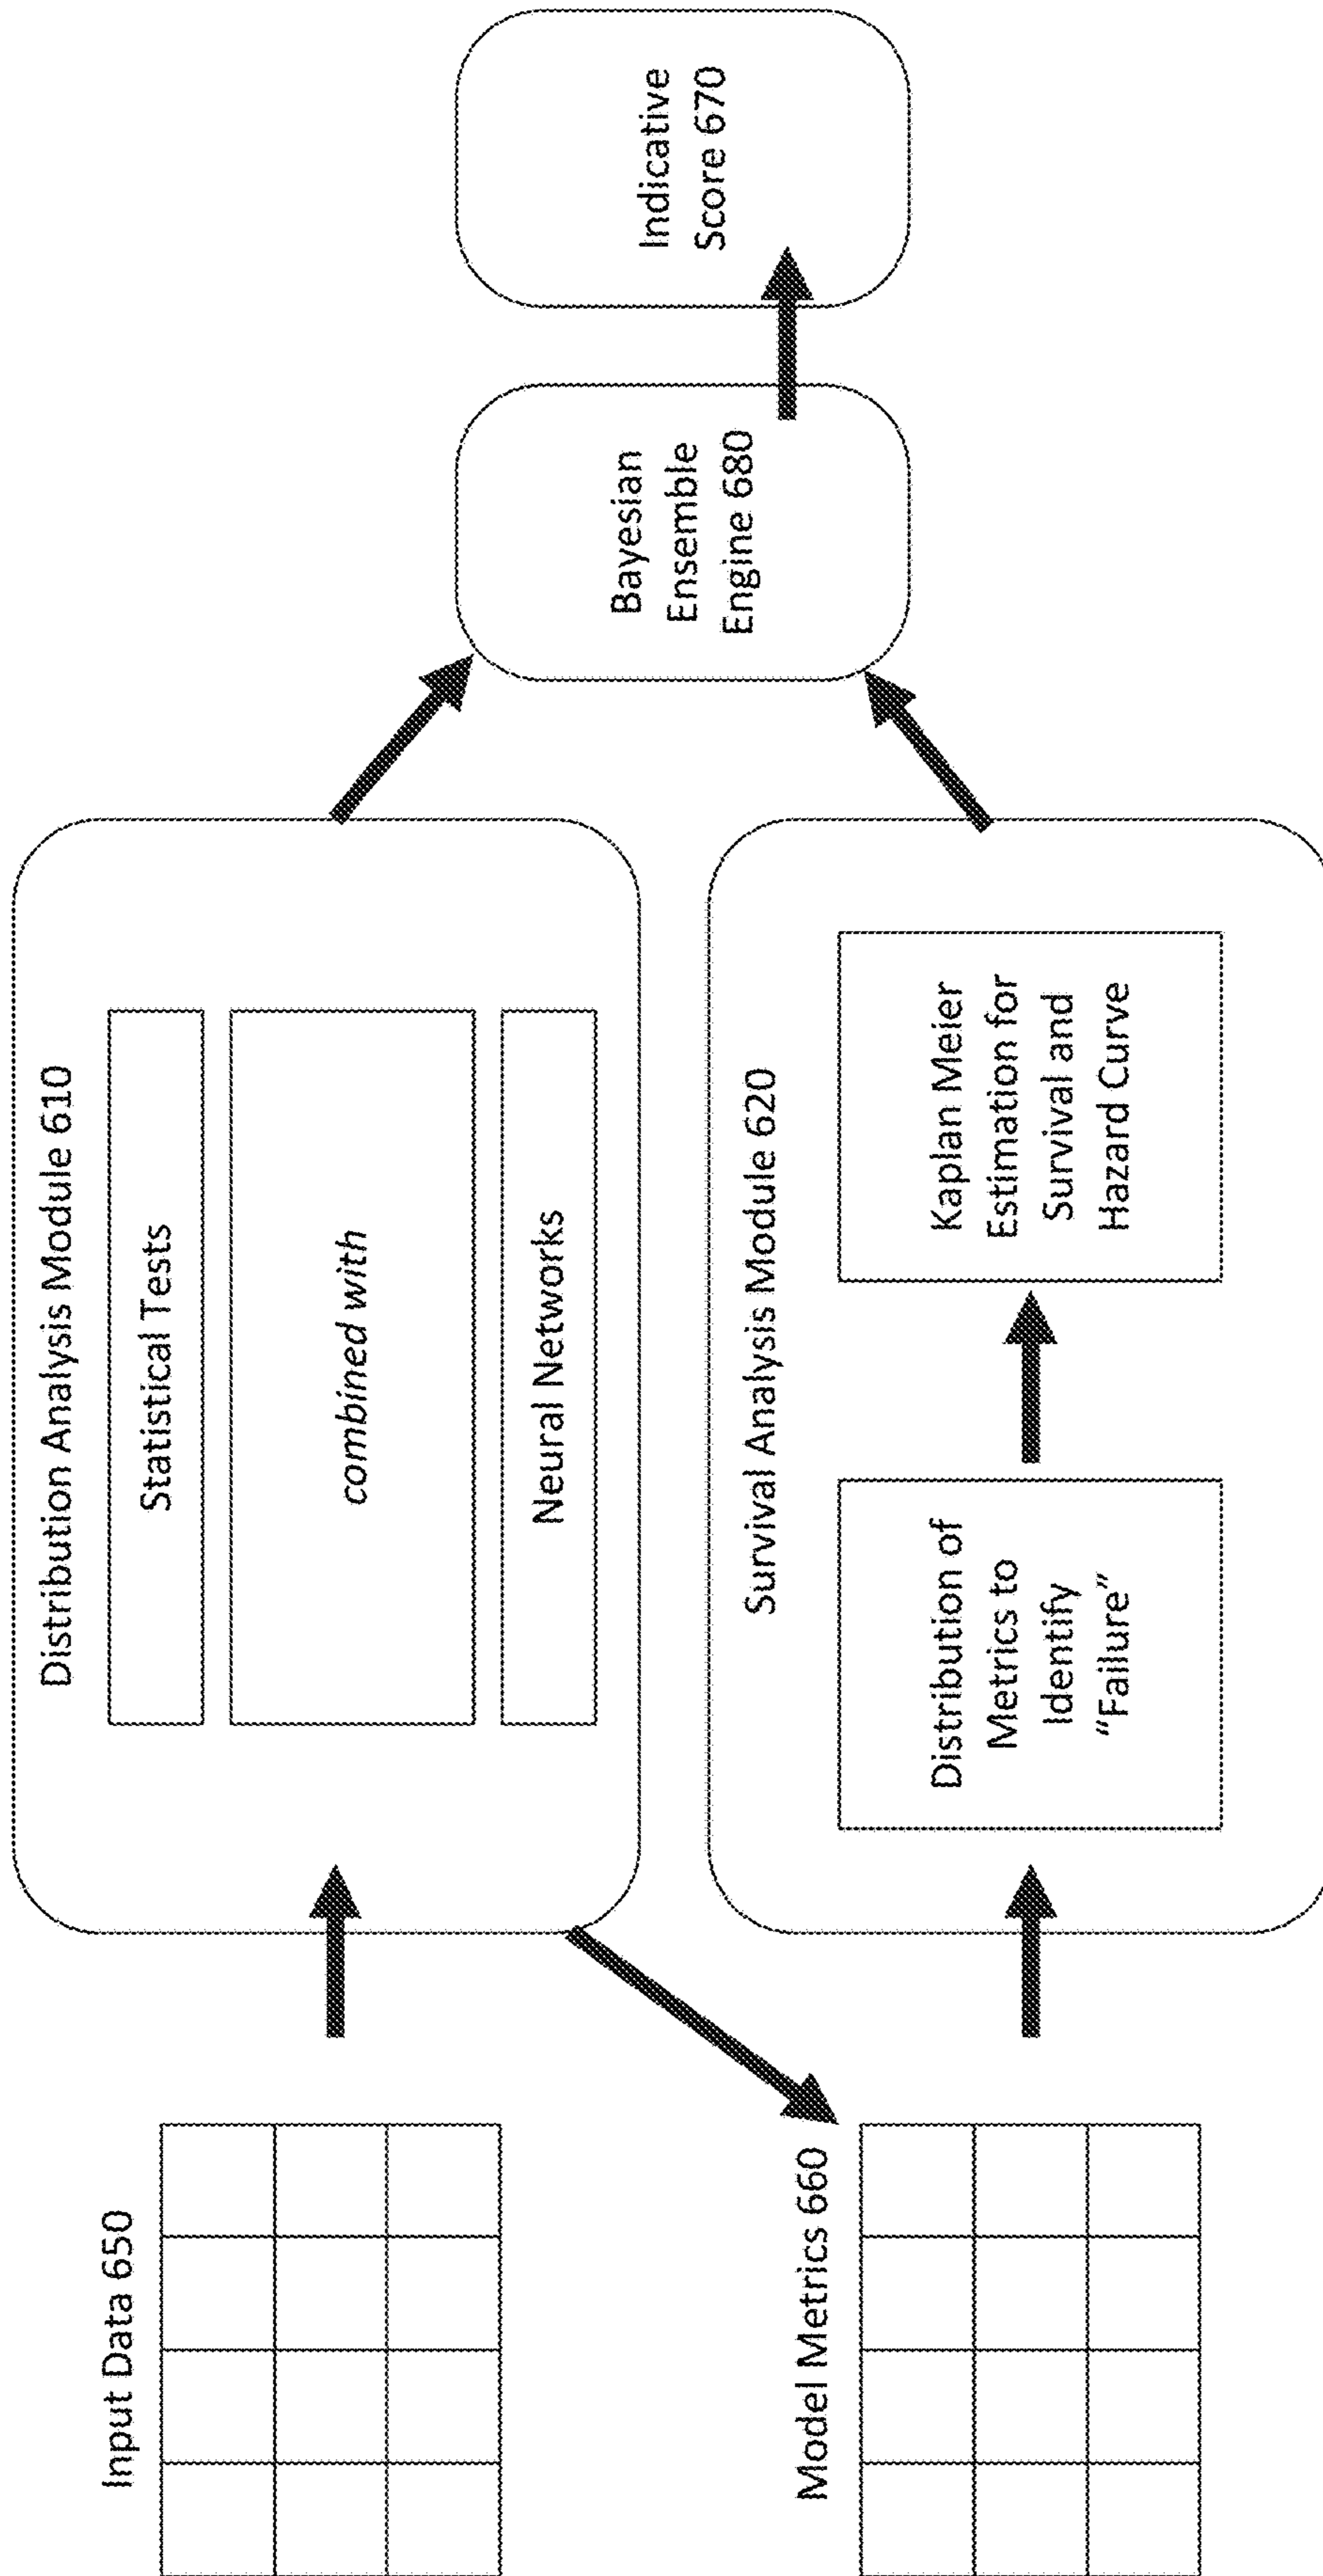 Input Data 650
Distribution Analysis Module 610
Statistical Tests
combined with
Neural Networks
Model Metrics 660
Survival Analysis Module 620
Distribution of
Metrics to
Identify
“Failure”
Kaplan Meier
Estimation for
Survival and
Hazard Curve
Bayesian
Ensemble
Engine 680
Indicative
Score 670